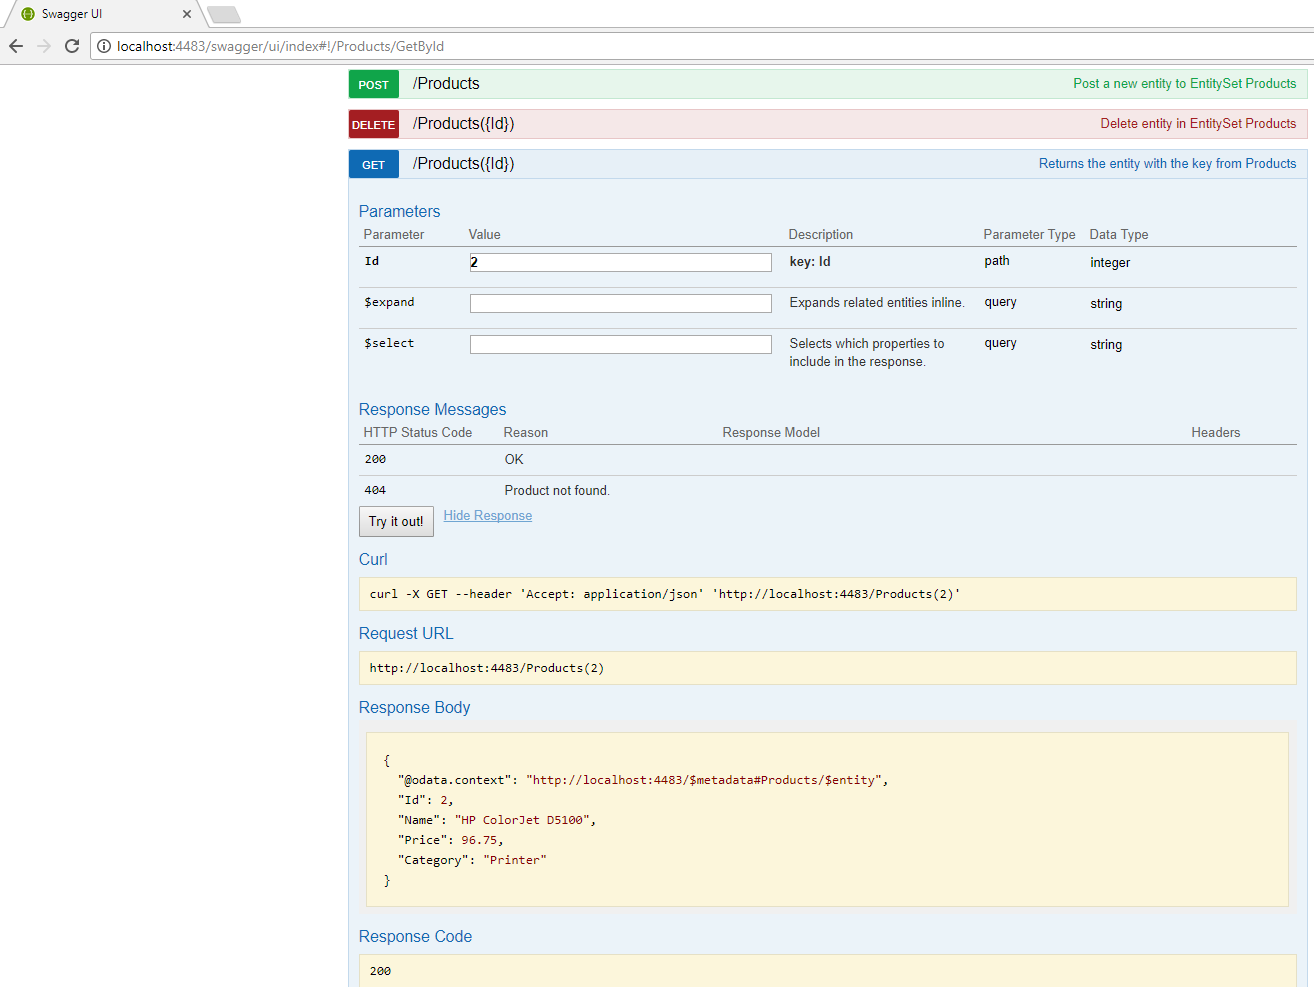 Swagger UI
localhost:4483/swagger/ui/index#!/Products/GetById
POST /Products Post a new entity to EntitySet Products
DELETE /Products({Id}) Delete entity in EntitySet Products
GET /Products({Id}) Returns the entity with the key from Products
Parameters
Parameter Value Description Parameter Type Data Type
Id 2 key: Id path integer
$expand Expands related entities inline. query string
$select Selects which properties to query string
include in the response.
Response Messages
HTTP Status Code Reason Response Model Headers
200 OK
404 Product not found.
Try it out! Hide Response
Curl
curl -X GET --header 'Accept: application/json' 'http://localhost:4483/Products(2)'
Request URL
http://localhost:4483/Products(2)
Response Body
{
"@odata.context": "http://localhost:4483/$metadata#Products/$entity",
"Id": 2,
"Name": "HP ColorJet D5100",
"Price": 96.75,
"Category": "Printer"
}
Response Code
200